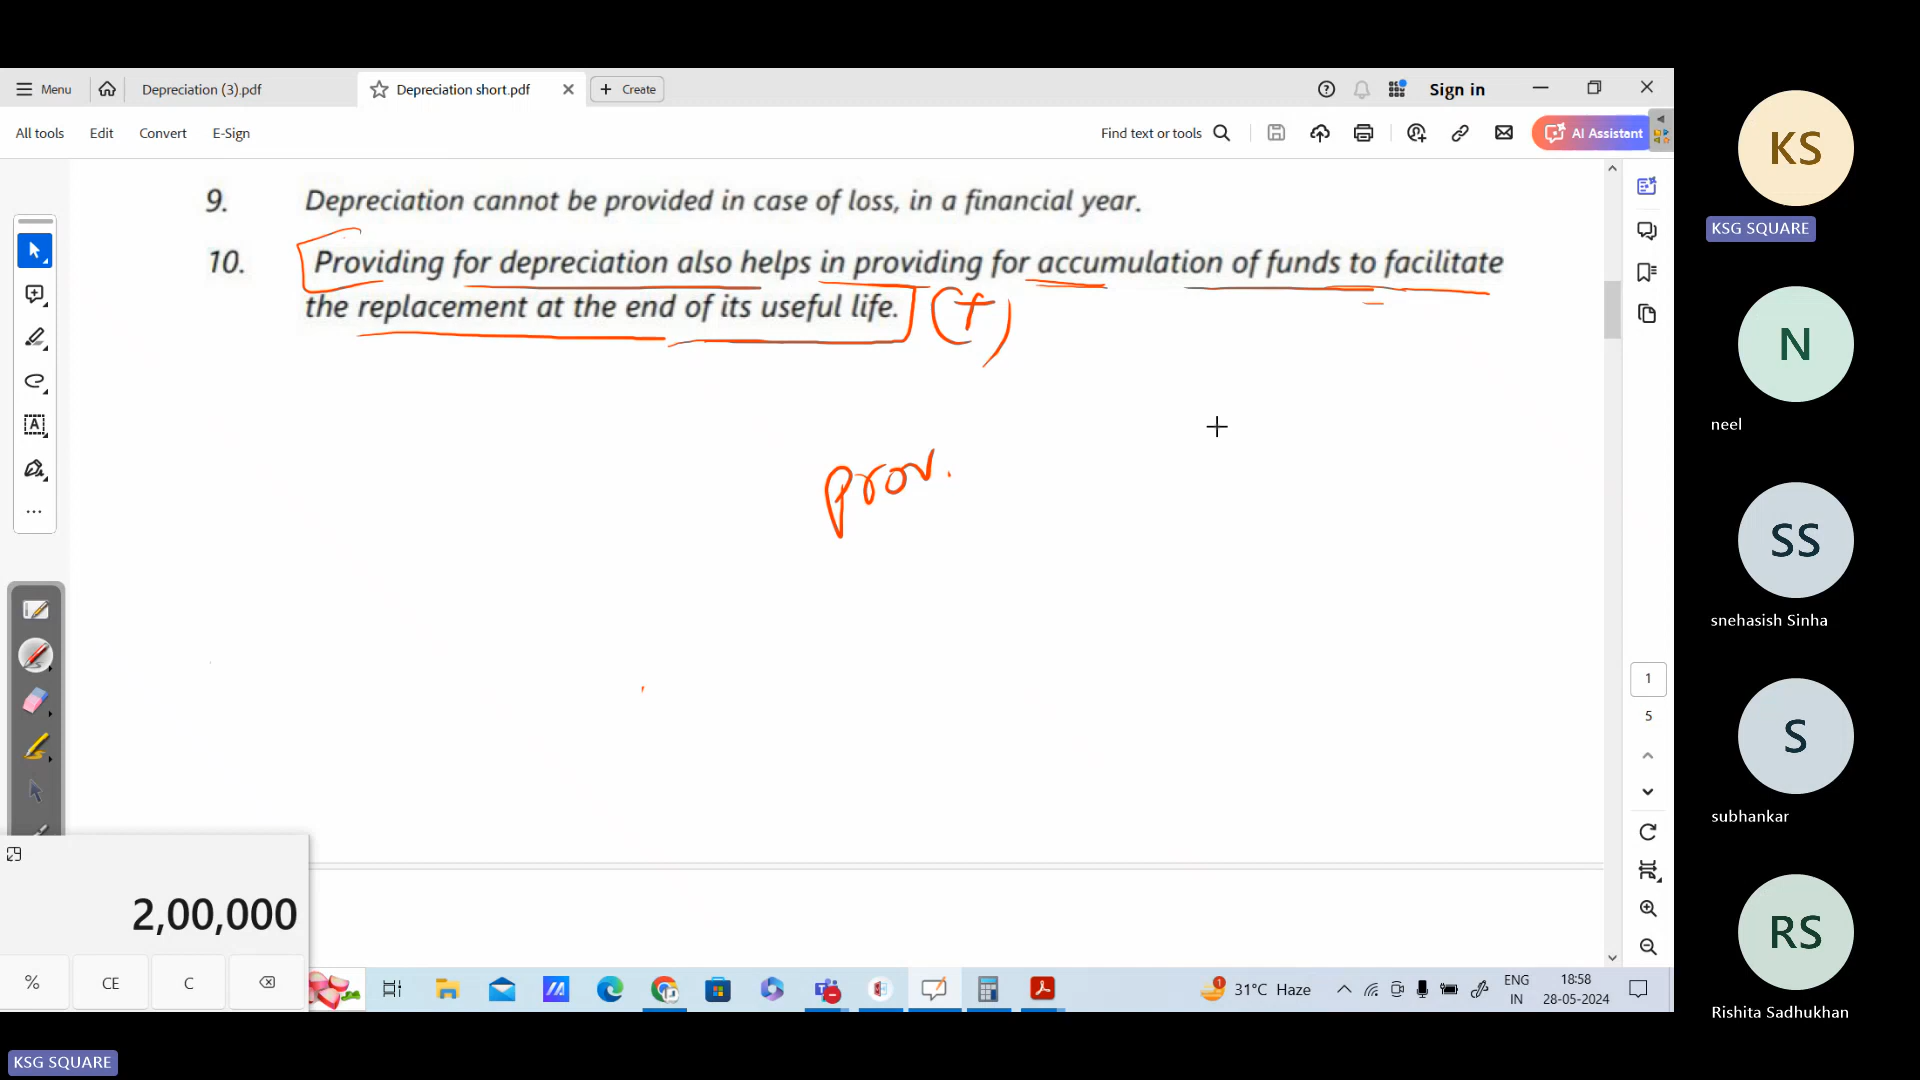 Menu
Depreciation (3).pdf
Depreciation short.pdf
Create
Sign in
All tools
Edit
Convert
E-Sign
Find text or tools
AI Assistant
9. Depreciation cannot be provided in case of loss, in a financial year.
10. Providing for depreciation also helps in providing for accumulation of funds to facilitate
the replacement at the end of its useful life. (T)
prov.
1
5
2,00,000
%
CE
C
1
31°C Haze
ENG
IN
18:58
28-05-2024
KS
KSG SQUARE
N
neel
SS
snehasish Sinha
S
subhankar
RS
Rishita Sadhukhan
KSG SQUARE